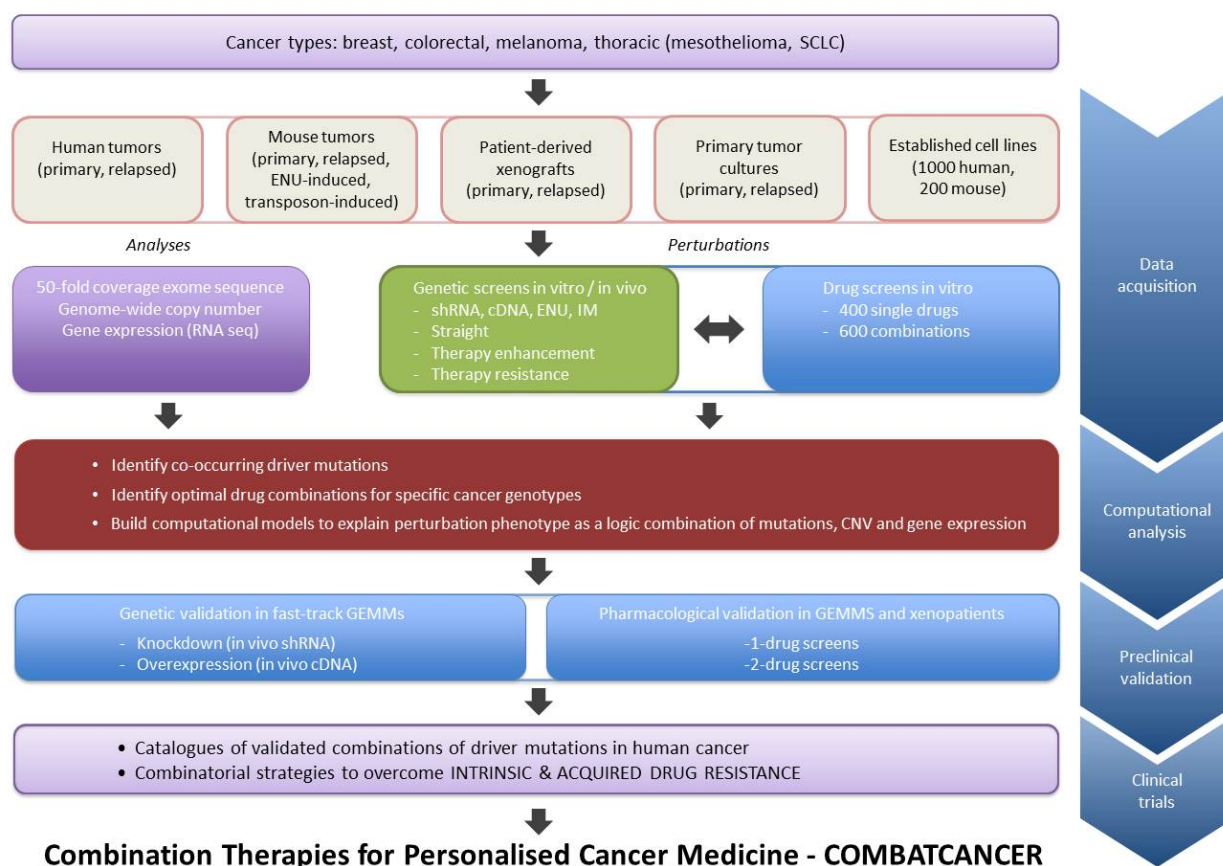 Cancer types: breast, colorectal, melanoma, thoracic (mesothelioma, SCLC)
Human tumors
(primary, relapsed)
Mouse tumors
(primary, relapsed,
ENU-induced,
transposon-induced)
Patient-derived
xenografts
(primary, relapsed)
Primary tumor
cultures
(primary, relapsed)
Established cell lines
(1000 human,
200 mouse)
Analyses
Perturbations
50-fold coverage exome sequence
Genome-wide copy number
Gene expression (RNA seq)
Genetic screens in vitro / in vivo
- shRNA, cDNA, ENU, IM
- Straight
- Therapy enhancement
- Therapy resistance
Drug screens in vitro
- 400 single drugs
- 600 combinations
Data
acquisition
• Identify co-occurring driver mutations
• Identify optimal drug combinations for specific cancer genotypes
• Build computational models to explain perturbation phenotype as a logic combination of mutations, CNV and gene expression
Computational
analysis
Genetic validation in fast-track GEMMs
- Knockdown (in vivo shRNA)
- Overexpression (in vivo cDNA)
Pharmacological validation in GEMMS and xenopatients
-1-drug screens
-2-drug screens
Preclinical
validation
• Catalogues of validated combinations of driver mutations in human cancer
• Combinatorial strategies to overcome INTRINSIC & ACQUIRED DRUG RESISTANCE
Clinical
trials
Combination Therapies for Personalised Cancer Medicine - COMBATCANCER